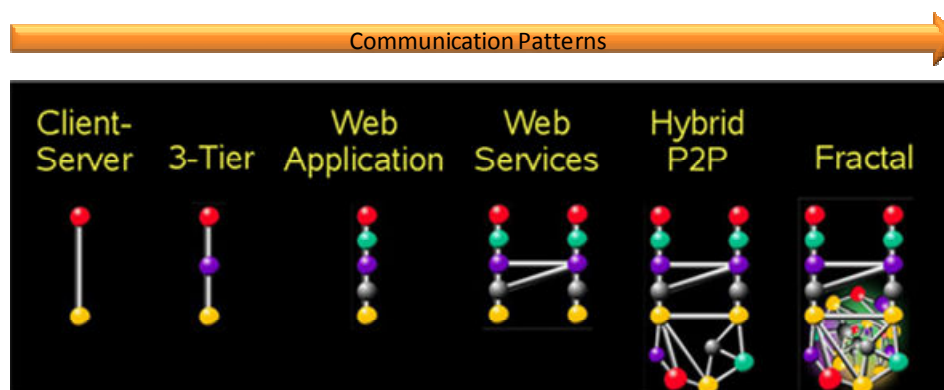 Communication Patterns
Client-
Server
3-Tier
Web
Application
Web
Services
Hybrid
P2P
Fractal